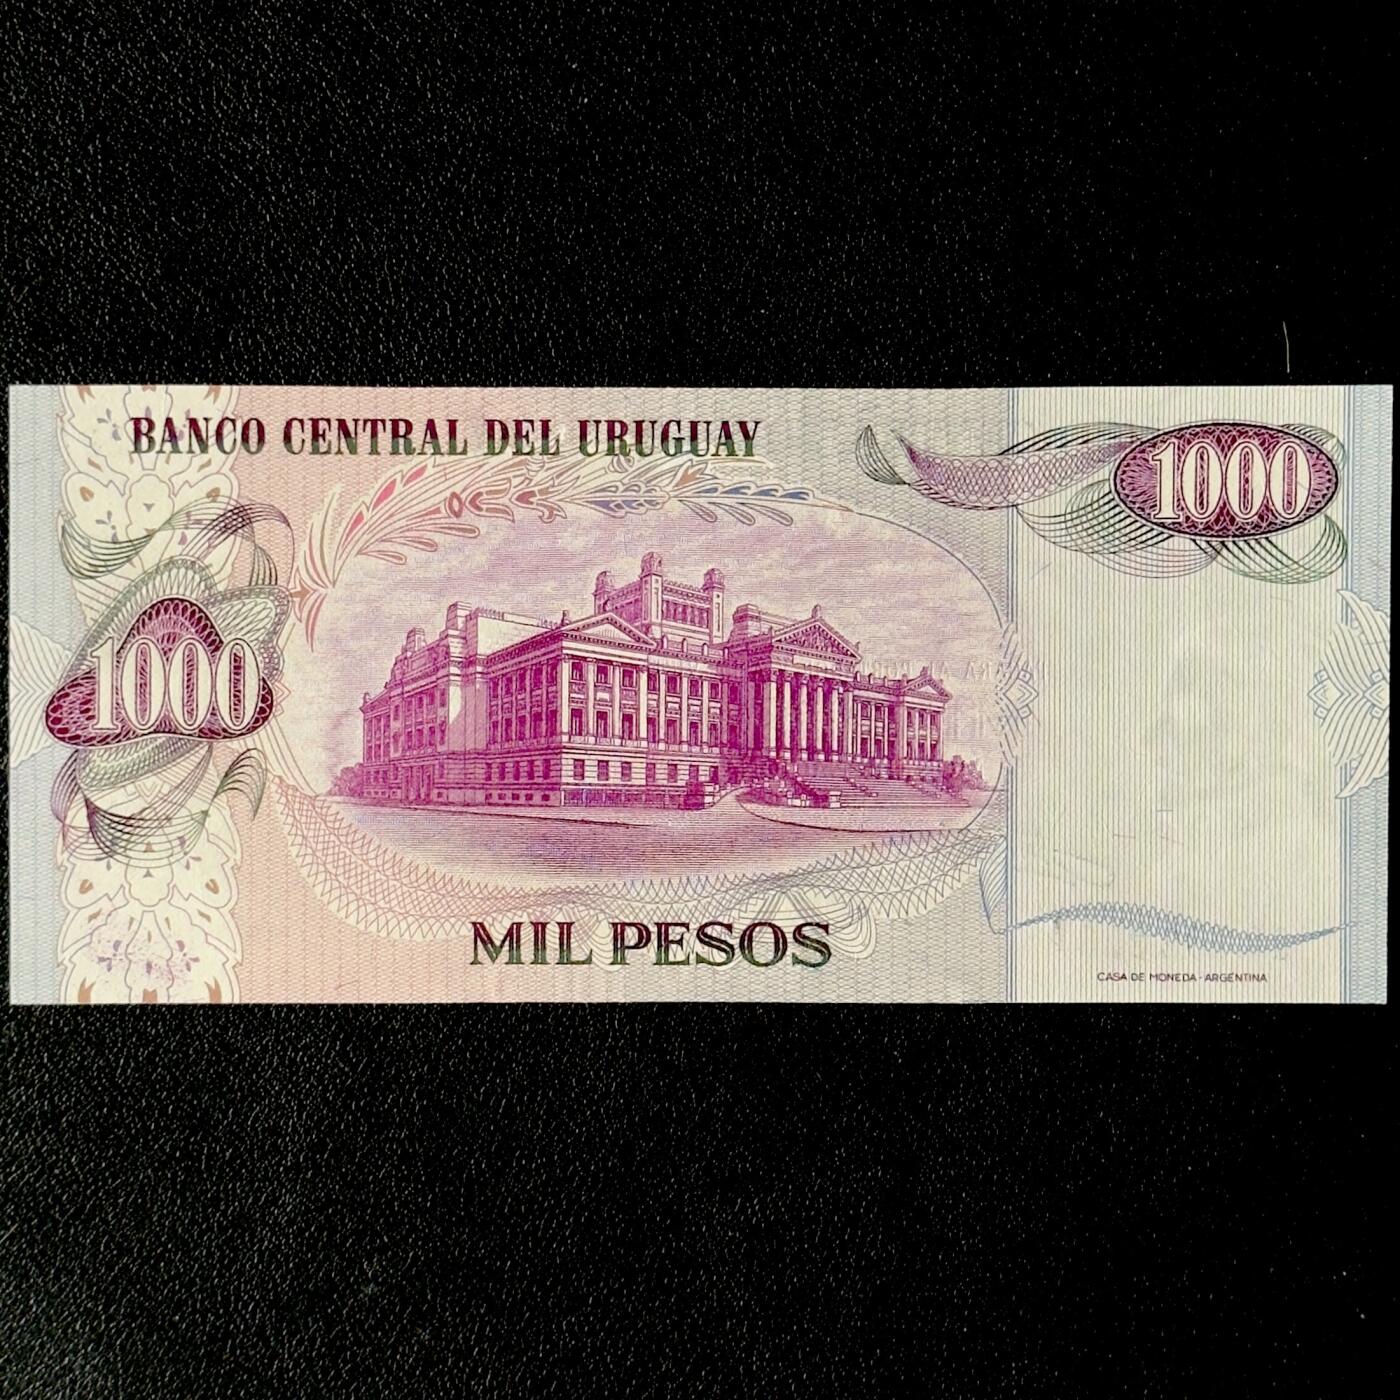 BANCO CENTRAL DEL URUGUAY
1000
1000
MIL PESOS
CASA DE MONEDA - ARGENTINA